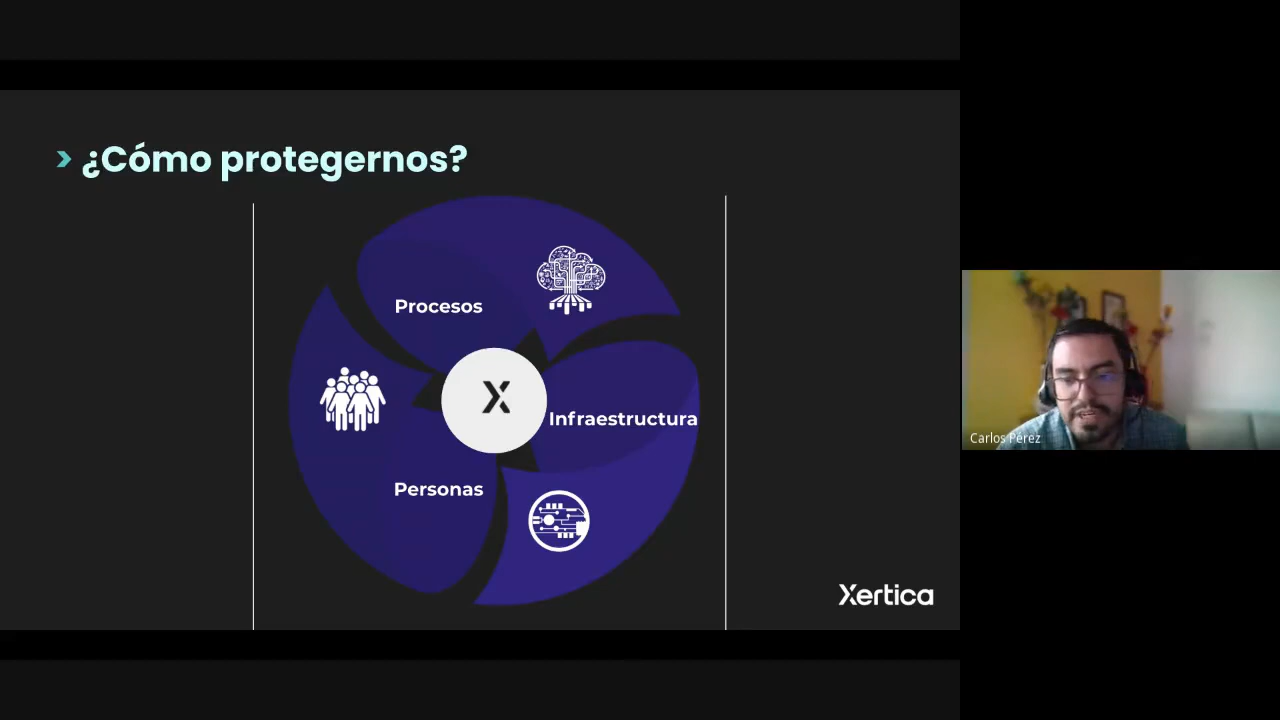 ¿Cómo protegernos?
Procesos
X
Infraestructura
Personas
Xertica
Carlos Pérez